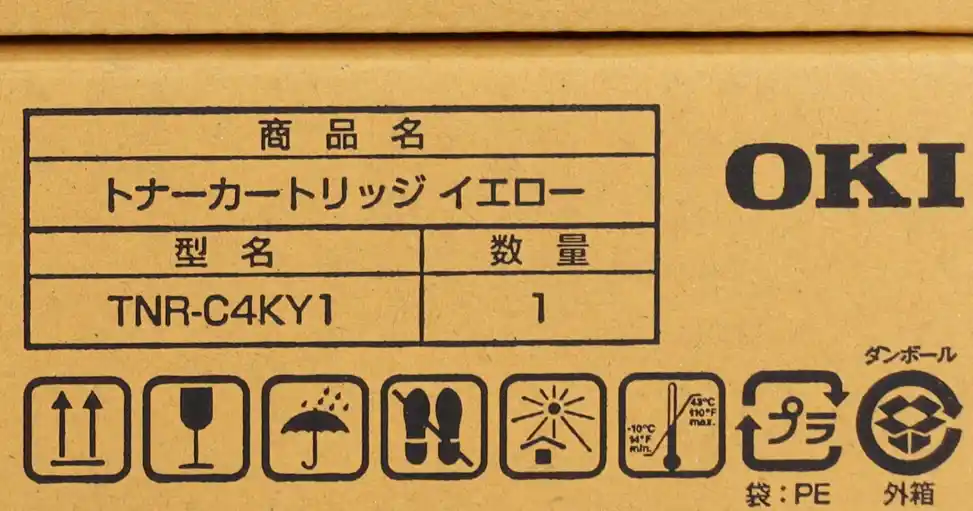 商品名
トナーカートリッジ イエロー
型名 数量
TNR-C4KY1 1
OKI
-10°C
14°F
min.
43°C
110°F
max.
プラ
袋：PE
ダンボール
外箱